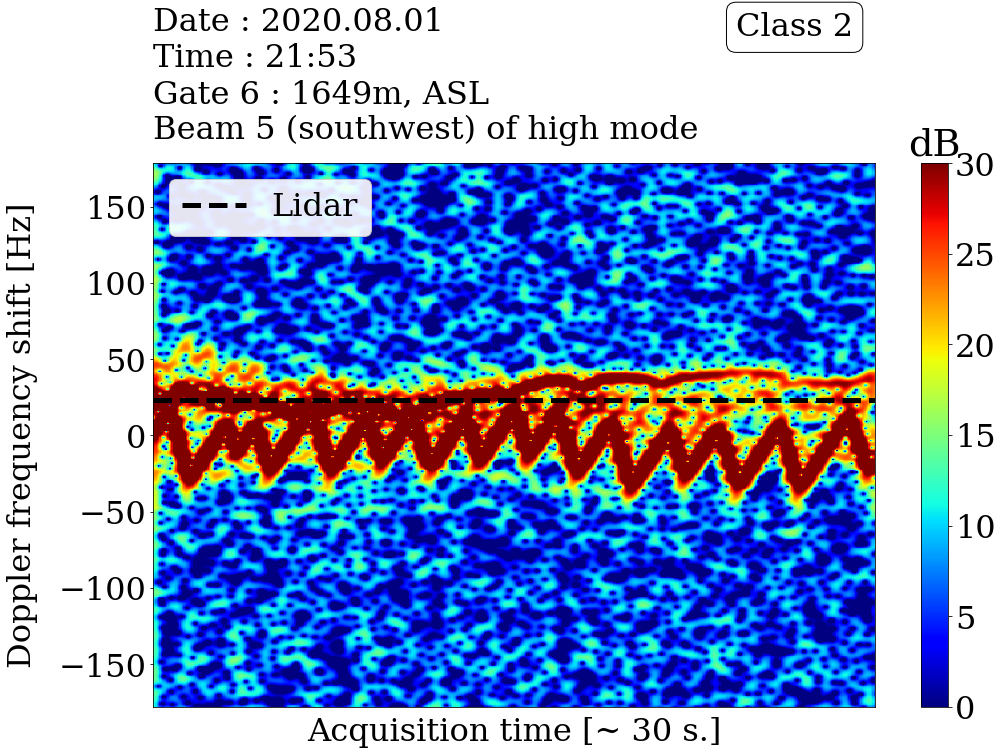 Date : 2020.08.01
Time : 21:53
Gate 6 : 1649m, ASL
Beam 5 (southwest) of high mode
Class 2
dB
Lidar
Doppler frequency shift [Hz]
150
100
50
0
−50
−100
−150
30
25
20
15
10
5
0
Acquisition time [~ 30 s.]